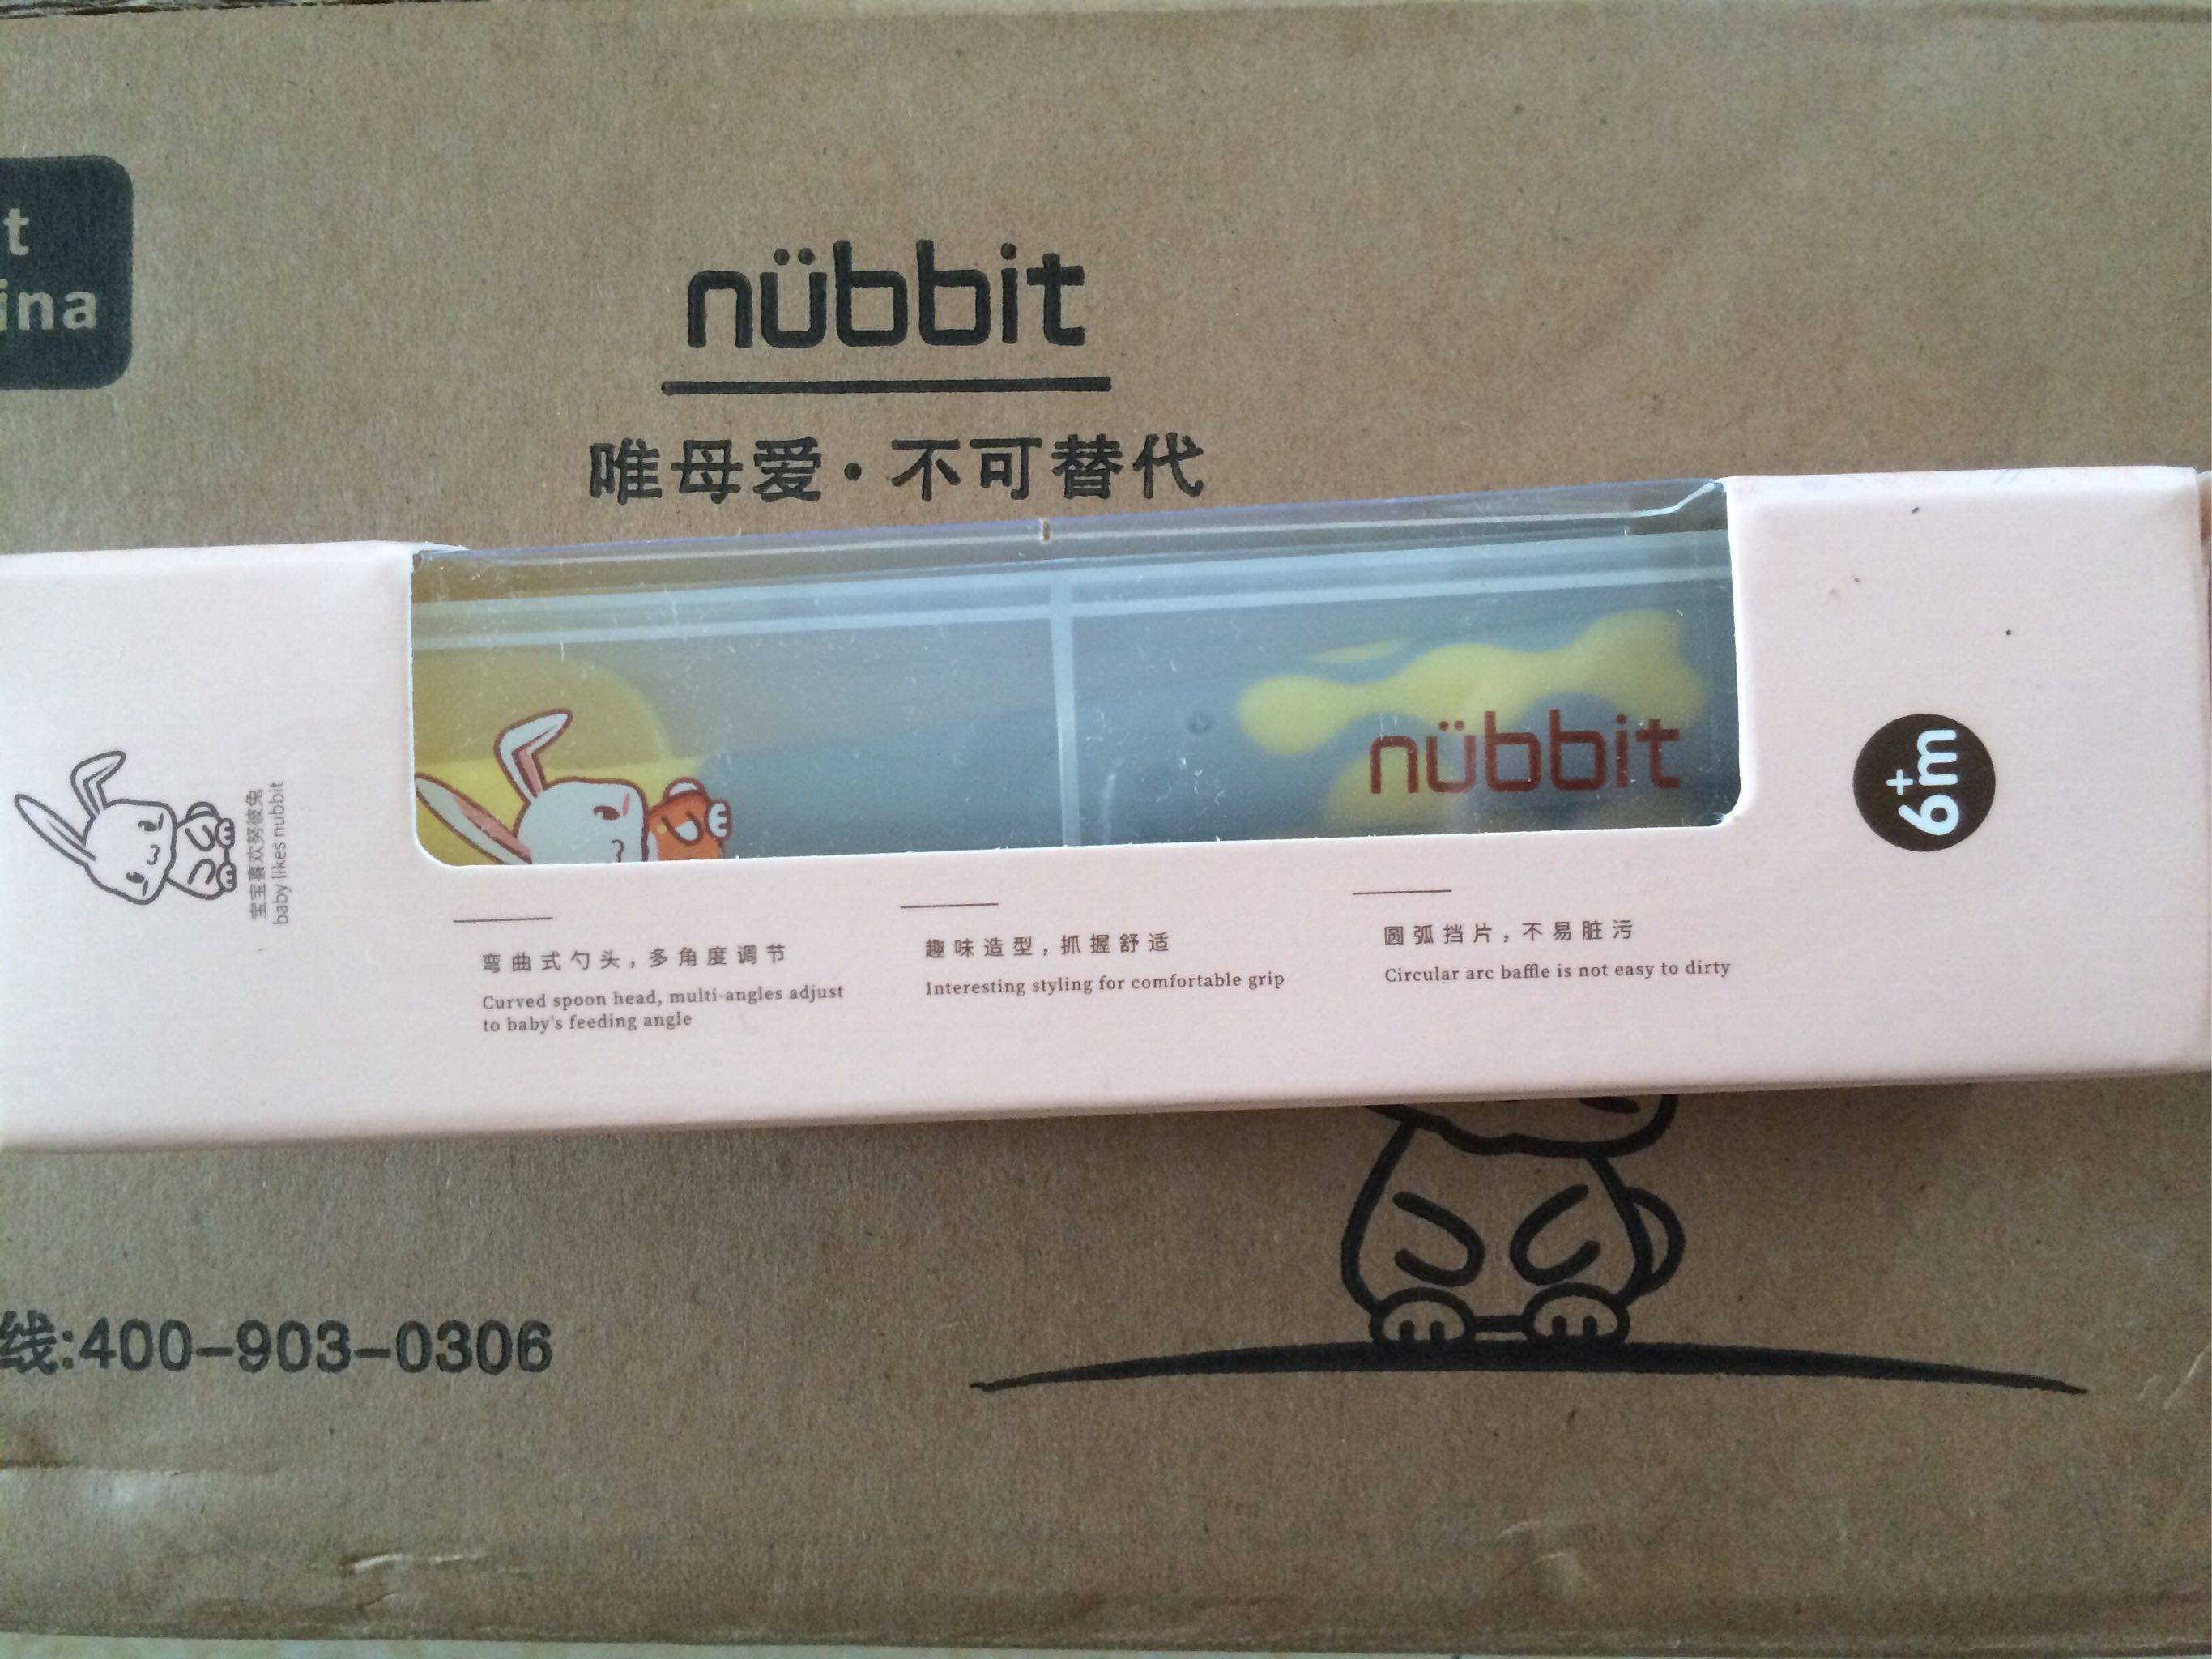 t
ina
nübbit
唯母爱·不可替代
nübbit
宝宝喜欢努彼兔
baby likes nubbit
6+m
弯曲式勺头,多角度调节
Curved spoon head, multi-angles adjust
to baby's feeding angle
趣味造型,抓握舒适
Interesting styling for comfortable grip
圆弧挡片,不易脏污
Circular arc baffle is not easy to dirty
线:400-903-0306